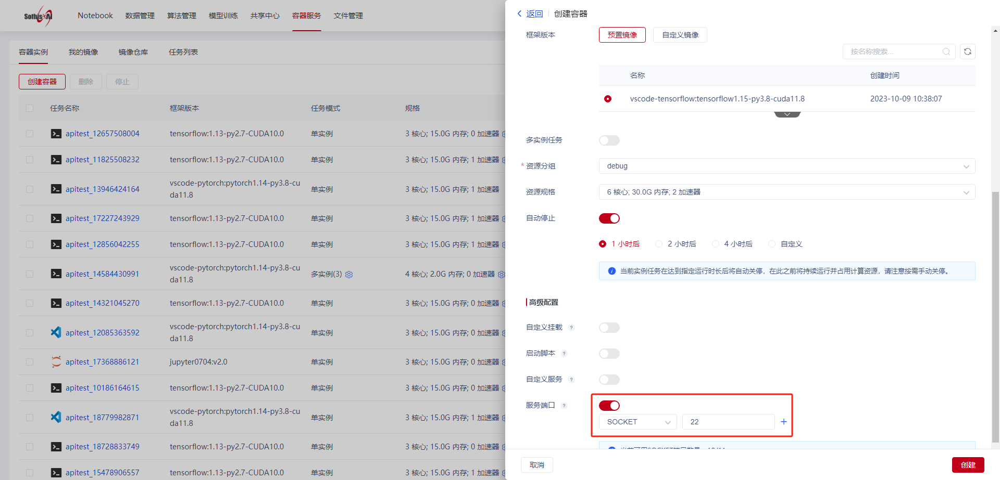 SothisAI
Notebook 数据管理 算法管理 模型训练 共享中心 容器服务 文件管理
容器实例 我的镜像 镜像仓库 任务列表
创建容器 删除 停止
任务名称 框架版本 任务模式 规格
apitest_12657508004 tensorflow:1.13-py2.7-CUDA10.0 单实例 3 核心; 15.0G 内存; 0 加速器
apitest_11825508232 tensorflow:1.13-py2.7-CUDA10.0 单实例 3 核心; 15.0G 内存; 1 加速器
apitest_13946424164 vscode-pytorch:pytorch1.14-py3.8-cu 单实例 3 核心; 15.0G 内存; 1 加速器
da11.8
apitest_17227243929 tensorflow:1.13-py2.7-CUDA10.0 单实例 3 核心; 15.0G 内存; 1 加速器
apitest_12856042255 tensorflow:1.13-py2.7-CUDA10.0 单实例 3 核心; 15.0G 内存; 1 加速器
apitest_14584430991 vscode-pytorch:pytorch1.14-py3.8-cu 多实例(3) 4 核心; 2.0G 内存; 0 加速器
da11.8
apitest_14321045270 tensorflow:1.13-py2.7-CUDA10.0 单实例 3 核心; 15.0G 内存; 0 加速器
apitest_12085363592 vscode-pytorch:pytorch1.14-py3.8-cu 单实例 3 核心; 15.0G 内存; 0 加速器
da11.8
apitest_17368886121 jupyter0704:v2.0 单实例 3 核心; 15.0G 内存; 0 加速器
apitest_10186164615 tensorflow:1.13-py2.7-CUDA10.0 单实例 3 核心; 15.0G 内存; 0 加速器
apitest_18779982871 vscode-pytorch:pytorch1.14-py3.8-cu 单实例 3 核心; 15.0G 内存; 1 加速器
da11.8
apitest_18728833749 tensorflow:1.13-py2.7-CUDA10.0 单实例 3 核心; 15.0G 内存; 0 加速器
apitest_15478906557 tensorflow:1.13-py2.7-CUDA10.0 单实例 3 核心; 15.0G 内存; 1 加速器
返回 创建容器
框架版本 预置镜像 自定义镜像
按名称搜索...
名称 创建时间
vscode-tensorflow:tensorflow1.15-py3.8-cuda11.8 2023-10-09 10:38:07
多实例任务
* 资源分组 debug
资源规格 6 核心; 30.0G 内存; 2 加速器
自动停止
1 小时后 2 小时后 4 小时后 自定义
当前实例任务在达到指定运行时长后将自动关停，在此之前将持续运行并占用计算资源，请注意按需手动关停。
高级配置
自定义挂载 ?
启动脚本 ?
自定义服务 ?
服务端口 ?
SOCKET 22 +
取消 创建